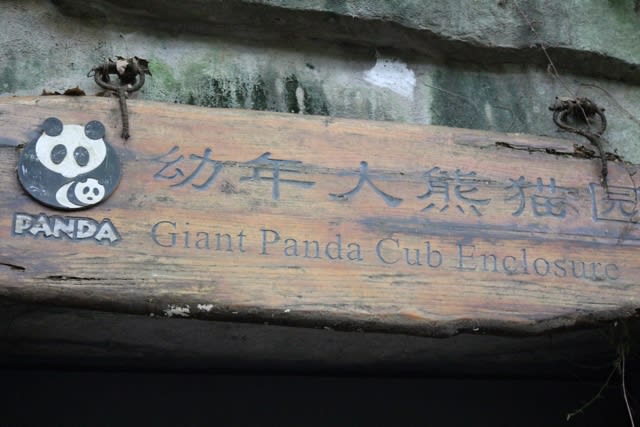 幼年大熊猫园
Giant Panda Cub Enclosure
PANDA